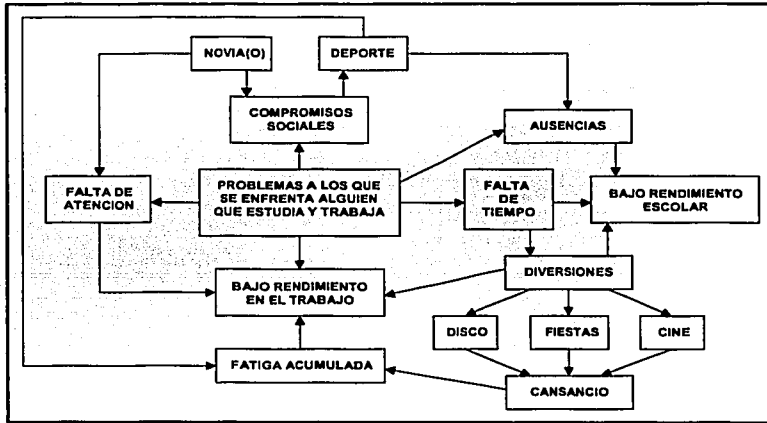 NOVIA(O)
DEPORTE
COMPROMISOS
SOCIALES
AUSENCIAS
FALTA DE
ATENCION
PROBLEMAS A LOS QUE
SE ENFRENTA ALGUIEN
QUE ESTUDIA Y TRABAJA
FALTA
DE
TIEMPO
BAJO RENDIMIENTO
ESCOLAR
BAJO RENDIMIENTO
EN EL TRABAJO
DIVERSIONES
DISCO
FIESTAS
CINE
FATIGA ACUMULADA
CANSANCIO